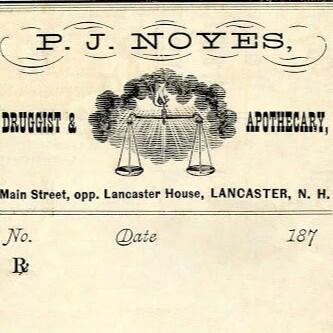 P. J. NOYES,
DRUGGIST & APOTHECARY,
Main Street, opp. Lancaster House, LANCASTER, N. H.
No. Date 187
℞